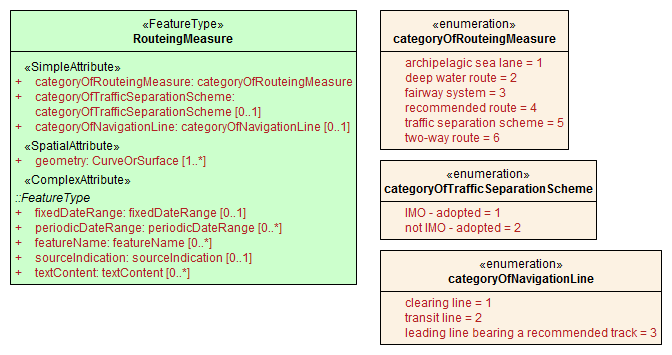 «FeatureType»
RouteingMeasure
«SimpleAttribute»
+ categoryOfRouteingMeasure: categoryOfRouteingMeasure
+ categoryOfTrafficSeparationScheme:
categoryOfTrafficSeparationScheme [0..1]
+ categoryOfNavigationLine: categoryOfNavigationLine [0..1]
«SpatialAttribute»
+ geometry: CurveOrSurface [1..*]
«ComplexAttribute»
::FeatureType
+ fixedDateRange: fixedDateRange [0..1]
+ periodicDateRange: periodicDateRange [0..*]
+ featureName: featureName [0..*]
+ sourceIndication: sourceIndication [0..1]
+ textContent: textContent [0..*]
«enumeration»
categoryOfRouteingMeasure
archipelagic sea lane = 1
deep water route = 2
fairway system = 3
recommended route = 4
traffic separation scheme = 5
two-way route = 6
«enumeration»
categoryOfTrafficSeparationScheme
IMO - adopted = 1
not IMO - adopted = 2
«enumeration»
categoryOfNavigationLine
clearing line = 1
transit line = 2
leading line bearing a recommended track = 3